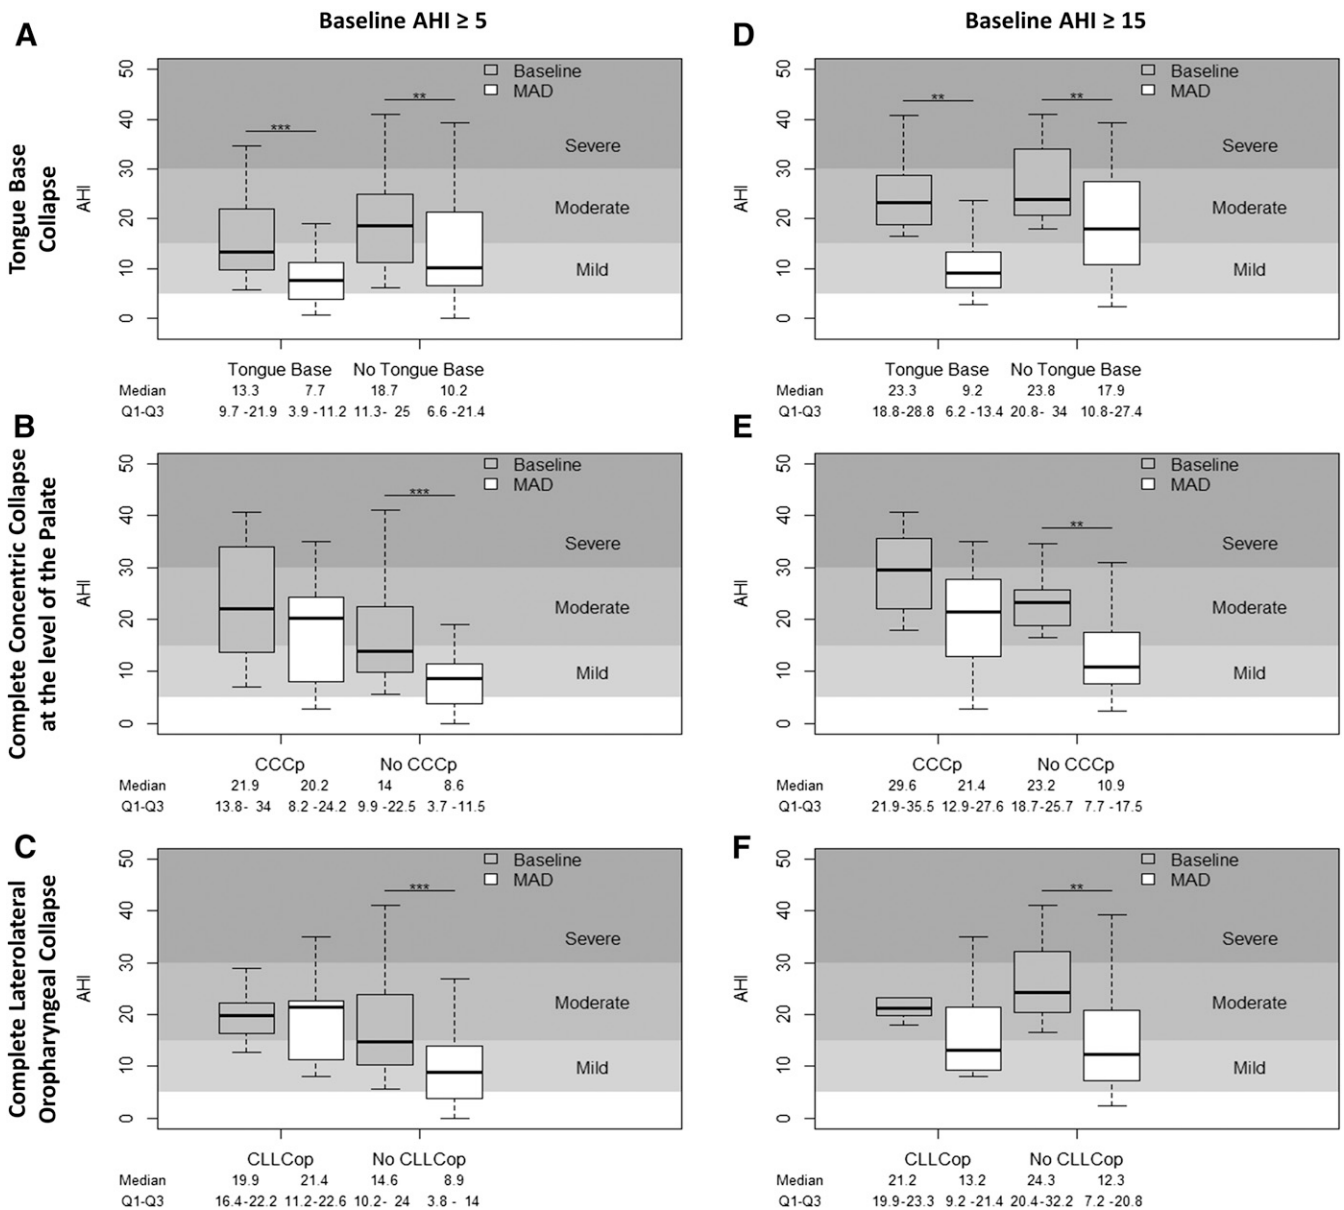 Baseline AHI ≥ 5
Baseline AHI ≥ 15
A
Tongue Base
Collapse
AHI
50
40
30
20
10
0
Baseline
MAD
***
**
Severe
Moderate
Mild
Tongue Base No Tongue Base
Median 13.3 7.7 18.7 10.2
Q1-Q3 9.7 -21.9 3.9 -11.2 11.3- 25 6.6 -21.4
D
AHI
50
40
30
20
10
0
Baseline
MAD
**
**
Severe
Moderate
Mild
Tongue Base No Tongue Base
Median 23.3 9.2 23.8 17.9
Q1-Q3 18.8-28.8 6.2 -13.4 20.8- 34 10.8-27.4
B
Complete Concentric Collapse
at the level of the Palate
AHI
50
40
30
20
10
0
Baseline
MAD
***
Severe
Moderate
Mild
CCCp No CCCp
Median 21.9 20.2 14 8.6
Q1-Q3 13.8- 34 8.2 -24.2 9.9 -22.5 3.7 -11.5
E
AHI
50
40
30
20
10
0
Baseline
MAD
**
Severe
Moderate
Mild
CCCp No CCCp
Median 29.6 21.4 23.2 10.9
Q1-Q3 21.9-35.5 12.9-27.6 18.7-25.7 7.7 -17.5
C
Complete Laterolateral
Oropharyngeal Collapse
AHI
50
40
30
20
10
0
Baseline
MAD
***
Severe
Moderate
Mild
CLLCop No CLLCop
Median 19.9 21.4 14.6 8.9
Q1-Q3 16.4-22.2 11.2-22.6 10.2- 24 3.8 - 14
F
AHI
50
40
30
20
10
0
Baseline
MAD
**
Severe
Moderate
Mild
CLLCop No CLLCop
Median 21.2 13.2 24.3 12.3
Q1-Q3 19.9-23.3 9.2 -21.4 20.4-32.2 7.2 -20.8